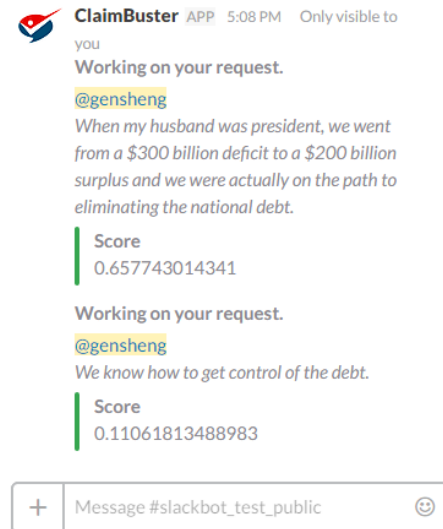 ClaimBuster APP 5:08 PM Only visible to
you
Working on your request.
@gensheng
When my husband was president, we went
from a $300 billion deficit to a $200 billion
surplus and we were actually on the path to
eliminating the national debt.
Score
0.657743014341
Working on your request.
@gensheng
We know how to get control of the debt.
Score
0.11061813488983
+ Message #slackbot_test_public